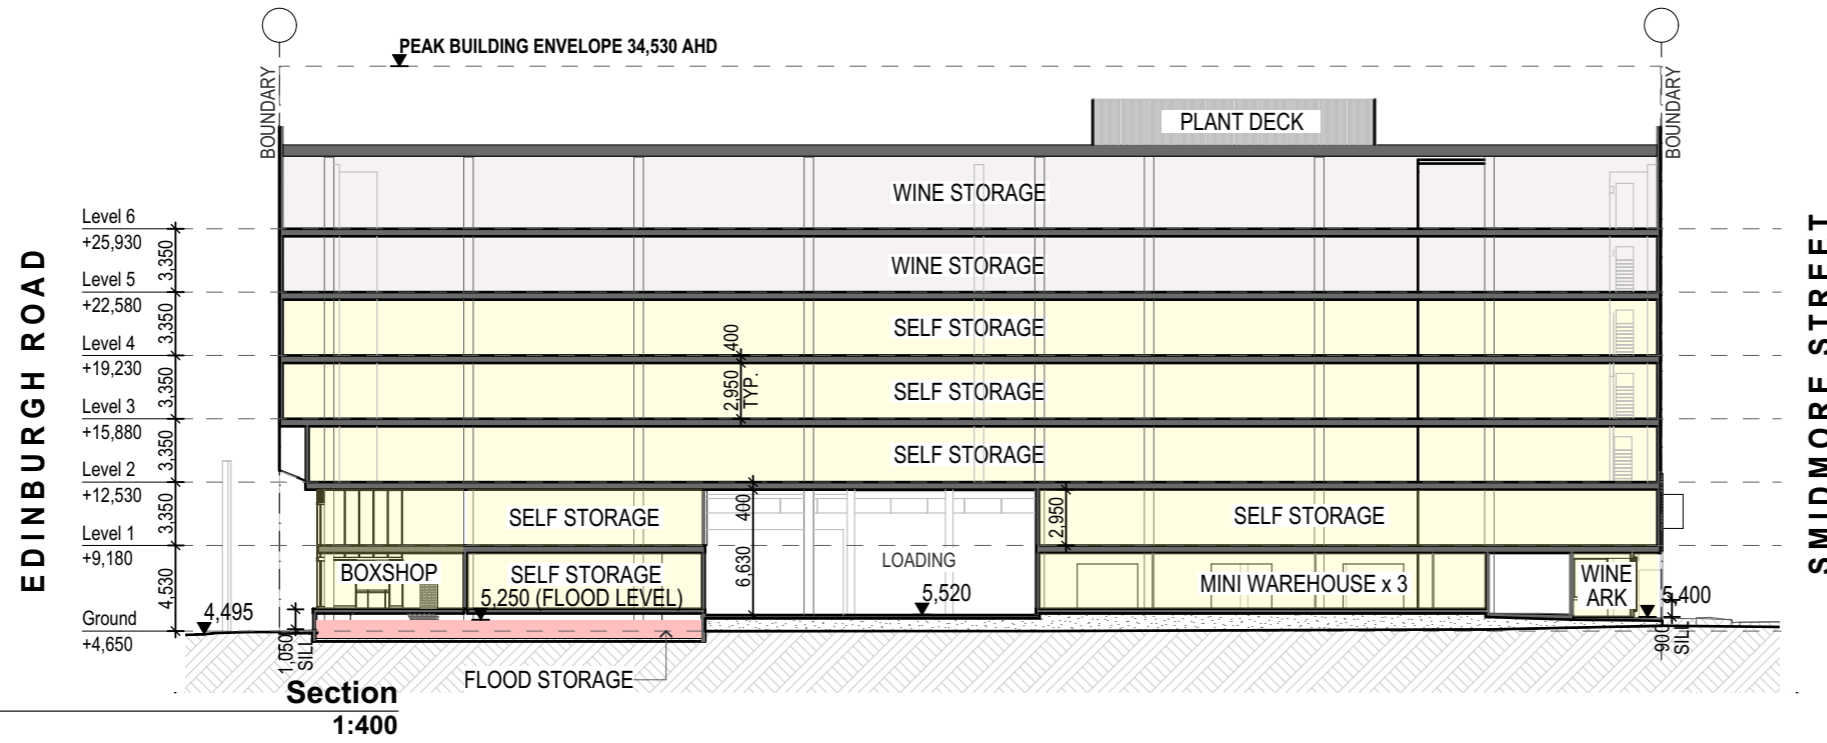 PEAK BUILDING ENVELOPE 34,530 AHD
BOUNDARY
BOUNDARY
PLANT DECK
WINE STORAGE
Level 6
+25,930
3,350
WINE STORAGE
Level 5
+22,580
3,350
SELF STORAGE
Level 4
+19,230
3,350
400
2,950
TYP.
SELF STORAGE
Level 3
+15,880
3,350
SELF STORAGE
Level 2
+12,530
3,350
400
2,950
SELF STORAGE
SELF STORAGE
Level 1
+9,180
4,530
6,630
LOADING
BOXSHOP
SELF STORAGE
5,250 (FLOOD LEVEL)
5,520
MINI WAREHOUSE x 3
WINE
ARK
5,400
Ground
+4,650
4,495
1,050
SILL
900
SILL
FLOOD STORAGE
EDINBURGH ROAD
SMIDMORE STREET
Section
1:400